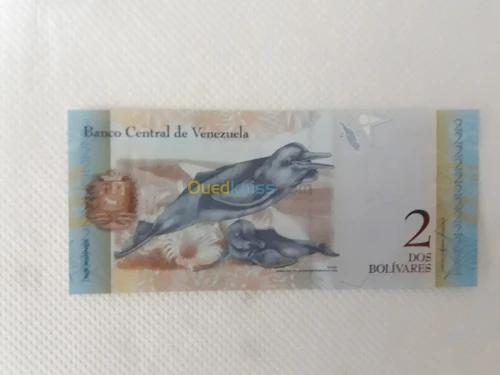 Banco Central de Venezuela
Ouedkniss
2
DOS
BOLÍVARES